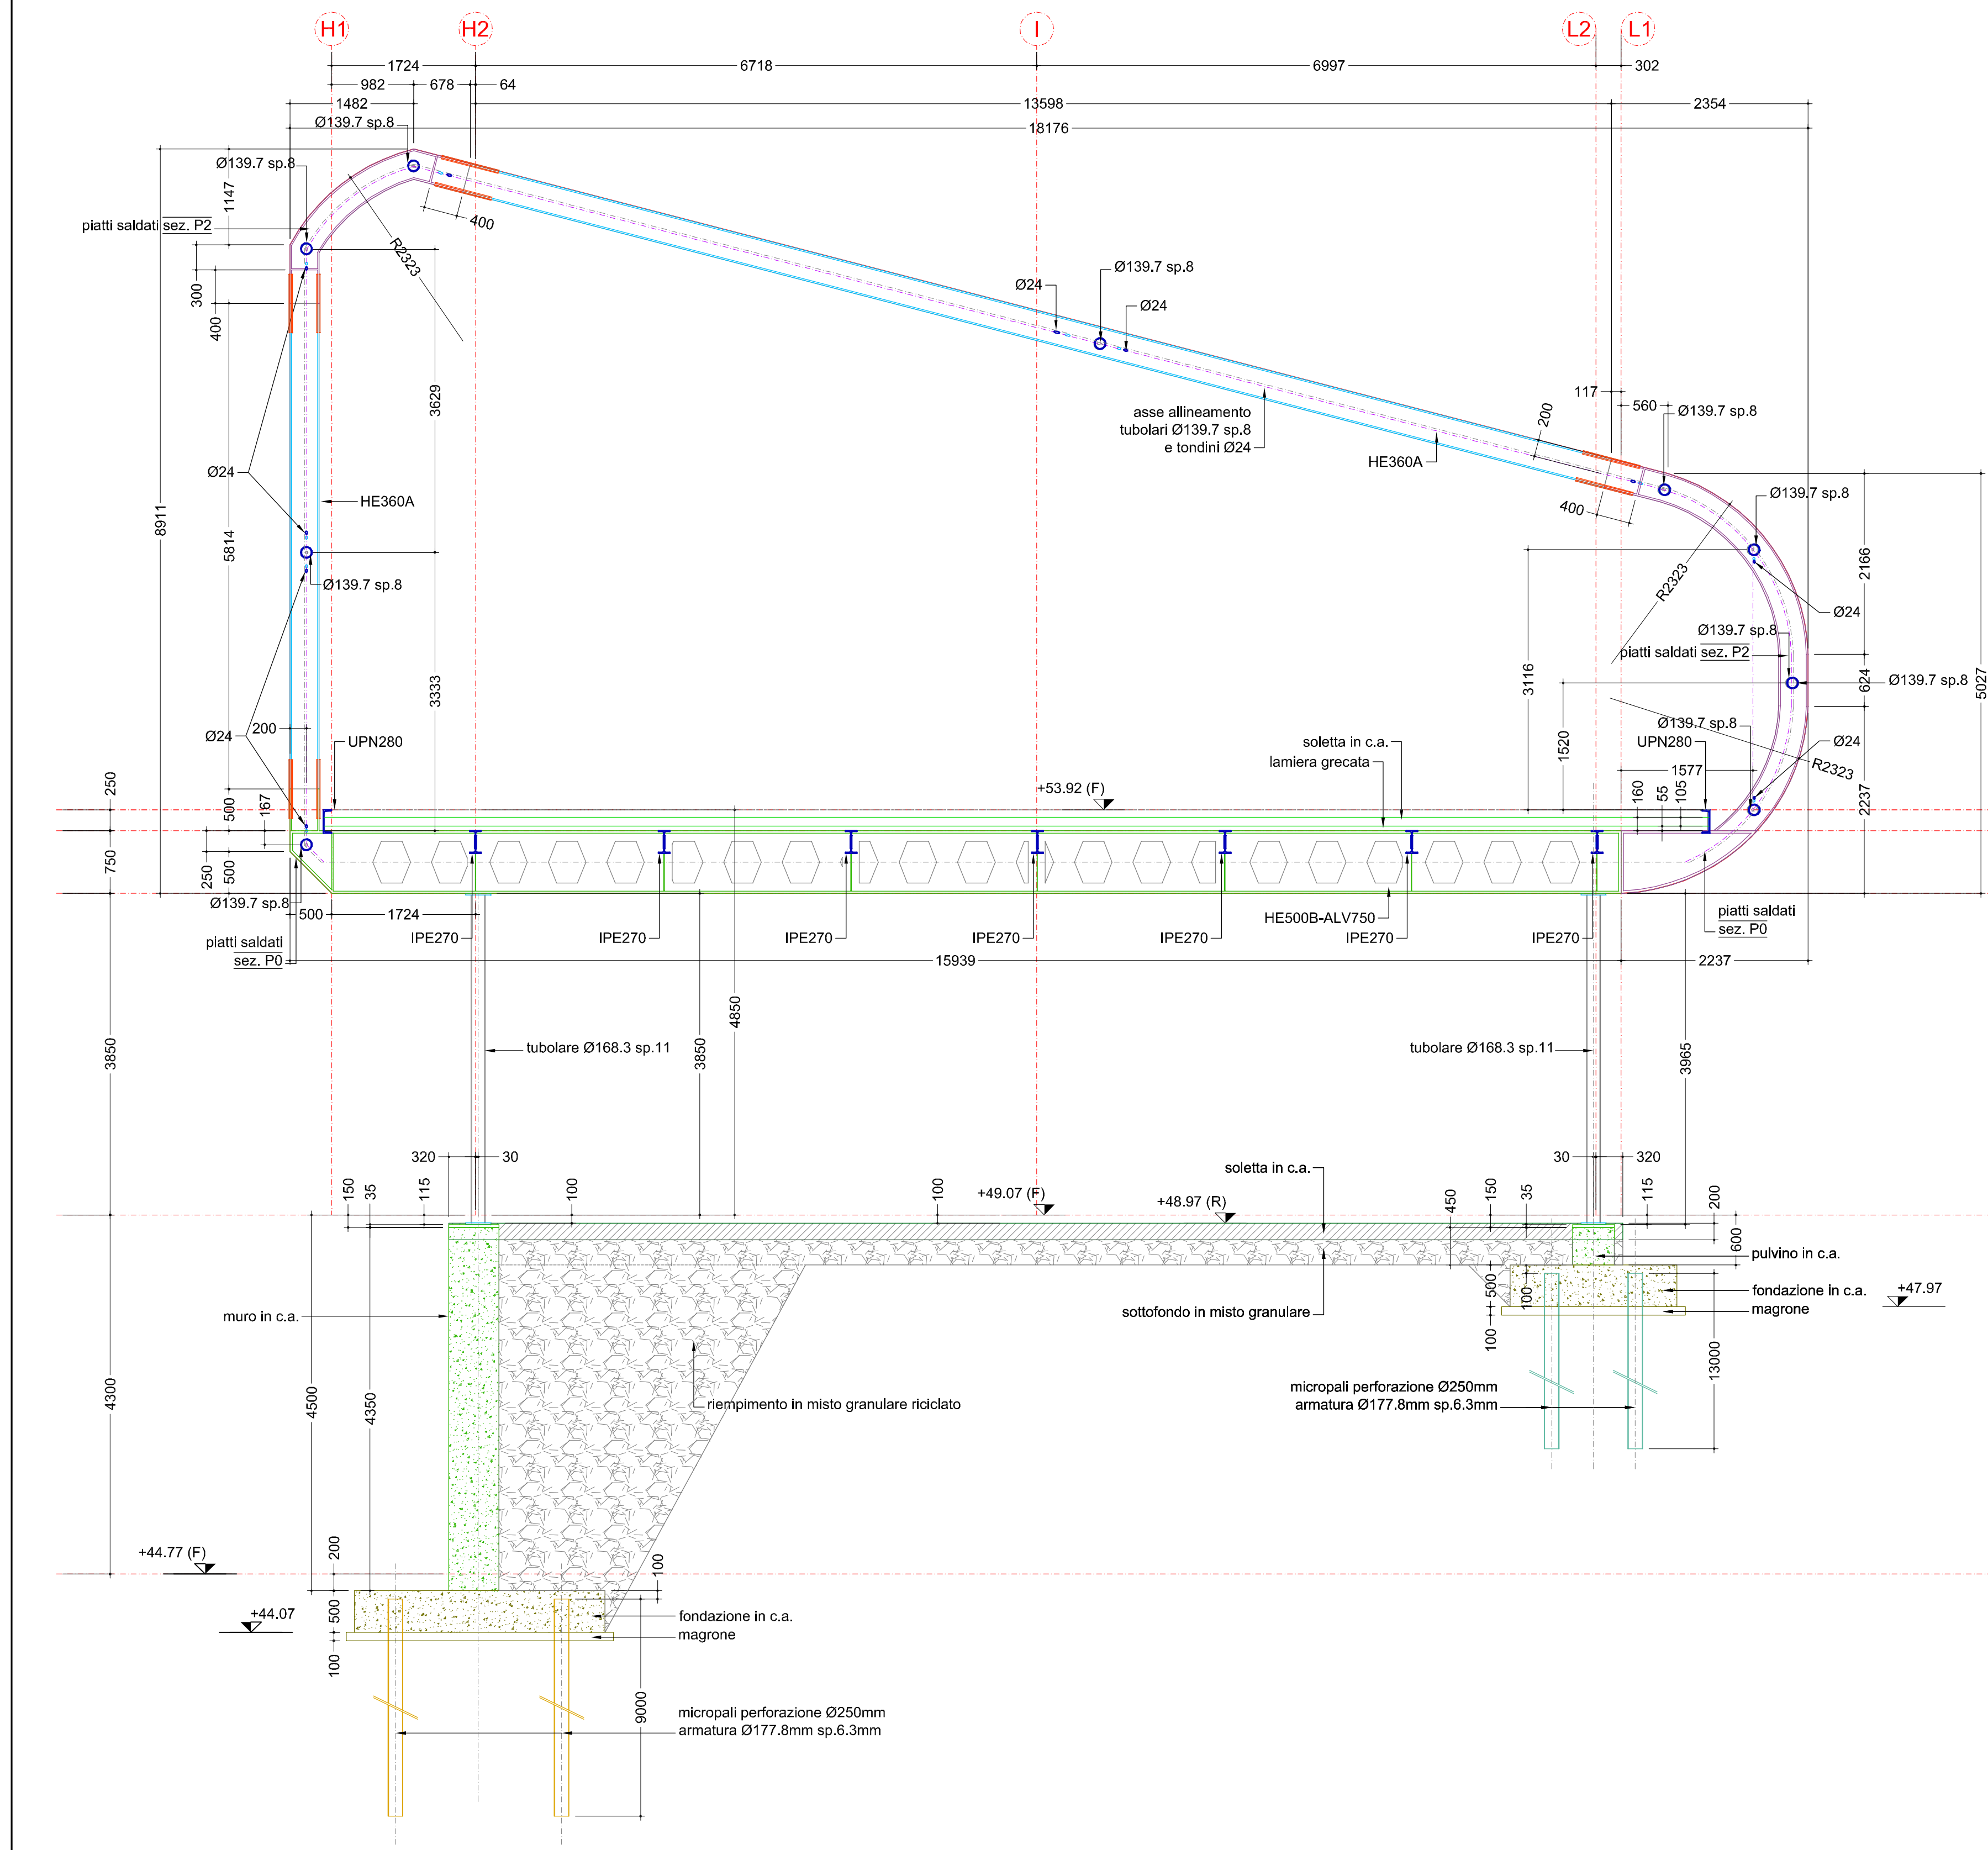 H1
H2
I
L2
L1
1724
6718
6997
302
982
678
64
1482
13598
2354
18176
Ø139.7 sp.8
Ø139.7 sp.8
1147
piatti saldati sez. P2
400
R2323
300
400
Ø139.7 sp.8
Ø24
Ø24
3629
117
560
200
Ø139.7 sp.8
asse allineamento
tubolari Ø139.7 sp.8
e tondini Ø24
HE360A
Ø24
HE360A
400
Ø139.7 sp.8
8911
5814
2166
Ø139.7 sp.8
R2323
Ø24
Ø139.7 sp.8
piatti saldati sez. P2
3116
624
5027
Ø139.7 sp.8
3333
200
Ø24
UPN280
soletta in c.a.
lamiera grecata
1520
Ø139.7 sp.8
UPN280
Ø24
1577
R2323
250
500
167
+53.92 (F)
160
55
105
2237
750
250
500
Ø139.7 sp.8
500
1724
HE500B-ALV750
piatti saldati
sez. P0
IPE270
IPE270
IPE270
IPE270
IPE270
IPE270
IPE270
piatti saldati
sez. P0
15939
2237
4850
3850
tubolare Ø168.3 sp.11
3850
tubolare Ø168.3 sp.11
3965
320
30
30
320
soletta in c.a.
150
35
115
100
100
+49.07 (F)
+48.97 (R)
450
150
35
115
200
600
pulvino in c.a.
500
100
fondazione in c.a.
+47.97
magrone
muro in c.a.
sottofondo in misto granulare
100
13000
4300
4500
4350
riempimento in misto granulare riciclato
micropali perforazione Ø250mm
armatura Ø177.8mm sp.6.3mm
+44.77 (F)
200
100
+44.07
500
fondazione in c.a.
magrone
100
9000
micropali perforazione Ø250mm
armatura Ø177.8mm sp.6.3mm